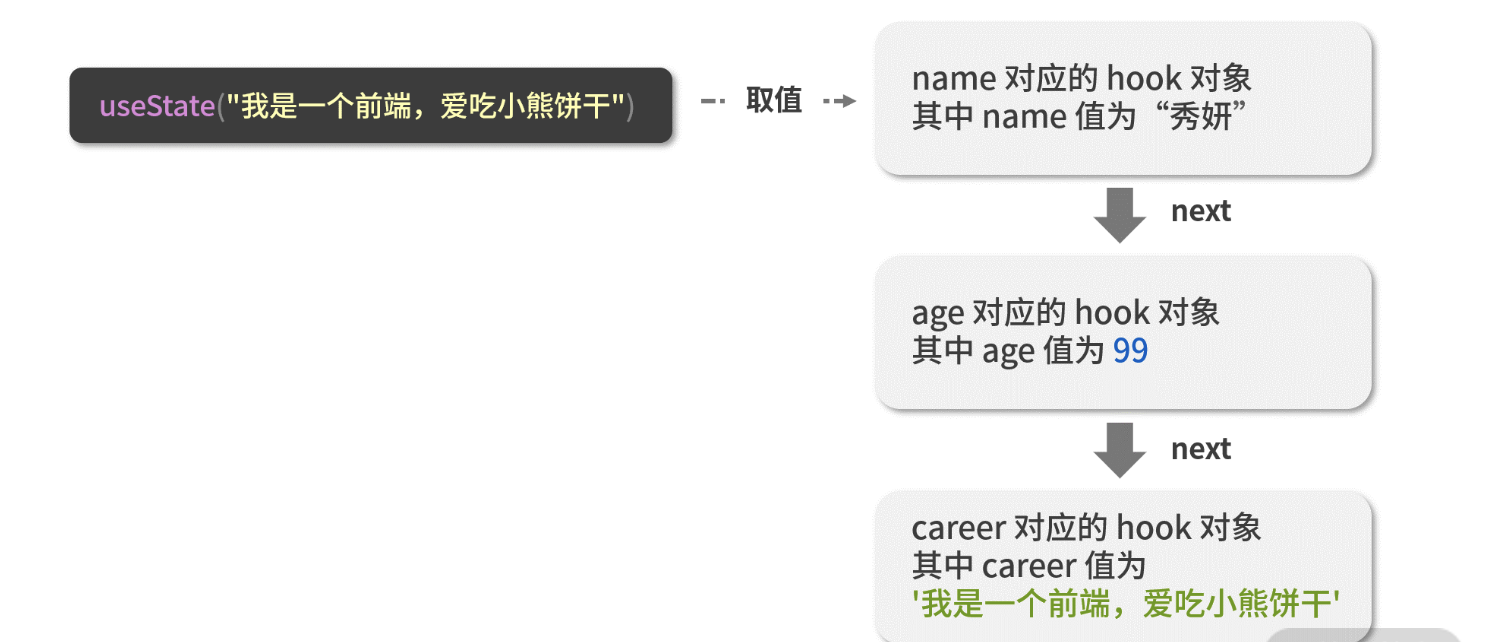 useState("我是一个前端，爱吃小熊饼干")
取值
name 对应的 hook 对象
其中 name 值为“秀妍”
next
age 对应的 hook 对象
其中 age 值为 99
next
career 对应的 hook 对象
其中 career 值为
'我是一个前端，爱吃小熊饼干'